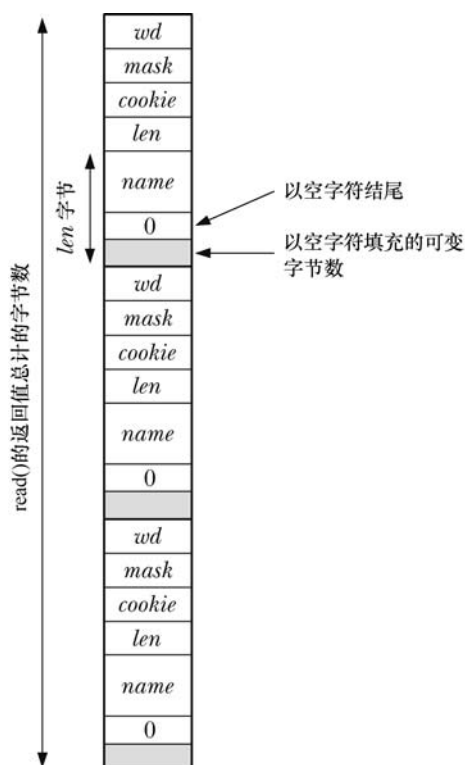 wd
mask
cookie
len
name
0
len 字节
以空字符结尾
以空字符填充的可变
字节数
read()的返回值总计的字节数
wd
mask
cookie
len
name
0
wd
mask
cookie
len
name
0